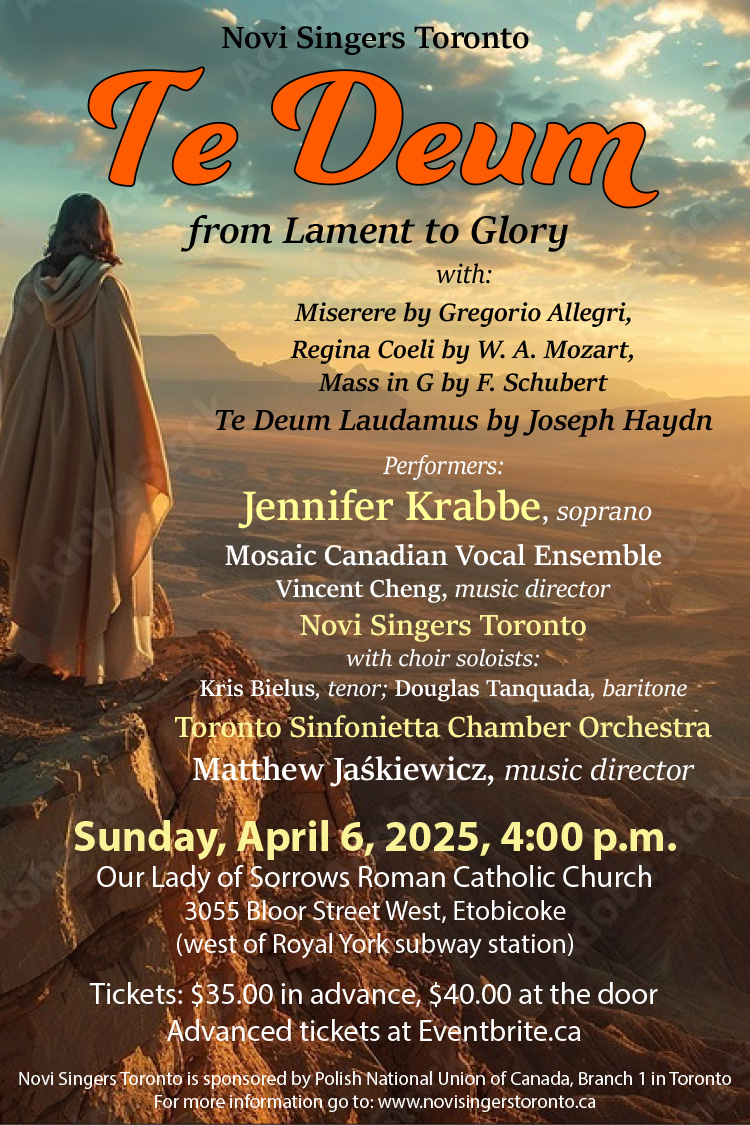 Novi Singers Toronto
Te Deum
from Lament to Glory
with:
Miserere by Gregorio Allegri,
Regina Coeli by W. A. Mozart,
Mass in G by F. Schubert
Te Deum Laudamus by Joseph Haydn
Performers:
Jennifer Krabbe, soprano
Mosaic Canadian Vocal Ensemble
Vincent Cheng, music director
Novi Singers Toronto
with choir soloists:
Kris Bielus, tenor; Douglas Tanquada, baritone
Toronto Sinfonietta Chamber Orchestra
Matthew Jaśkiewicz, music director
Sunday, April 6, 2025, 4:00 p.m.
Our Lady of Sorrows Roman Catholic Church
3055 Bloor Street West, Etobicoke
(west of Royal York subway station)
Tickets: $35.00 in advance, $40.00 at the door
Advanced tickets at Eventbrite.ca
Novi Singers Toronto is sponsored by Polish National Union of Canada, Branch 1 in Toronto
For more information go to: www.novisingerstoronto.ca
Adobe Stock